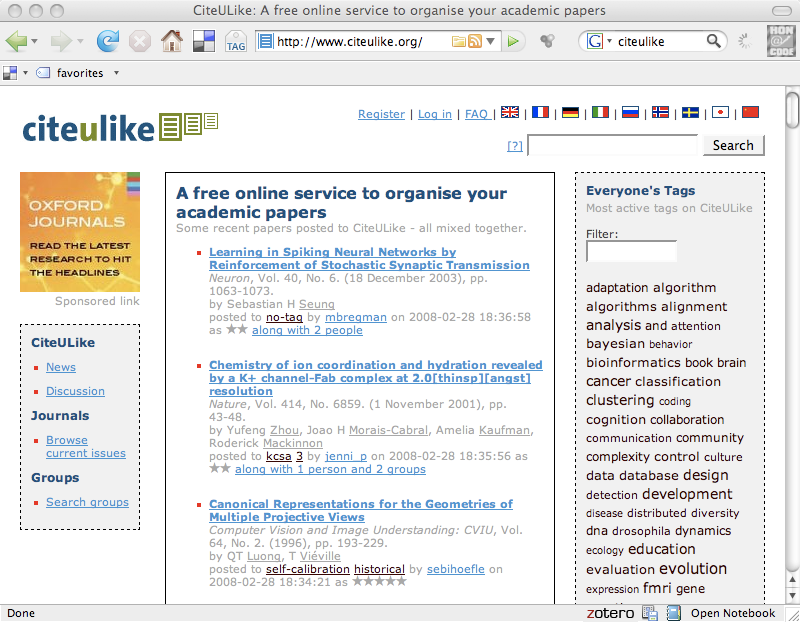 CiteULike: A free online service to organise your academic papers
TAG
http://www.citeulike.org/
G
citeulike
HON
@
CODE
favorites
citeulike
Register | Log in | FAQ | | | | | | | | |
[?]
Search
OXFORD
JOURNALS
READ THE LATEST
RESEARCH TO HIT
THE HEADLINES
Sponsored link
CiteULike
News
Discussion
Journals
Browse
current issues
Groups
Search groups
A free online service to organise your
academic papers
Some recent papers posted to CiteULike - all mixed together.
Learning in Spiking Neural Networks by
Reinforcement of Stochastic Synaptic Transmission
Neuron, Vol. 40, No. 6. (18 December 2003), pp.
1063-1073.
by Sebastian H Seung
posted to no-tag by mbregman on 2008-02-28 18:36:58
as ★★ along with 2 people
Chemistry of ion coordination and hydration revealed
by a K+ channel-Fab complex at 2.0[thinsp][angst]
resolution
Nature, Vol. 414, No. 6859. (1 November 2001), pp.
43-48.
by Yufeng Zhou, Joao H Morais-Cabral, Amelia Kaufman,
Roderick Mackinnon
posted to kcsa 3 by jenni_p on 2008-02-28 18:35:56 as
★★ along with 1 person and 2 groups
Canonical Representations for the Geometries of
Multiple Projective Views
Computer Vision and Image Understanding: CVIU, Vol.
64, No. 2. (1996), pp. 193-229.
by QT Luong, T Viéville
posted to self-calibration historical by sebihoefle on
2008-02-28 18:34:21 as ★★★★★
Everyone's Tags
Most active tags on CiteULike
Filter:
adaptation algorithm
algorithms alignment
analysis and attention
bayesian behavior
bioinformatics book brain
cancer classification
clustering coding
cognition collaboration
communication community
complexity control culture
data database design
detection development
disease distributed diversity
dna drosophila dynamics
ecology education
evaluation evolution
expression fmri gene
Done
zotero
Open Notebook